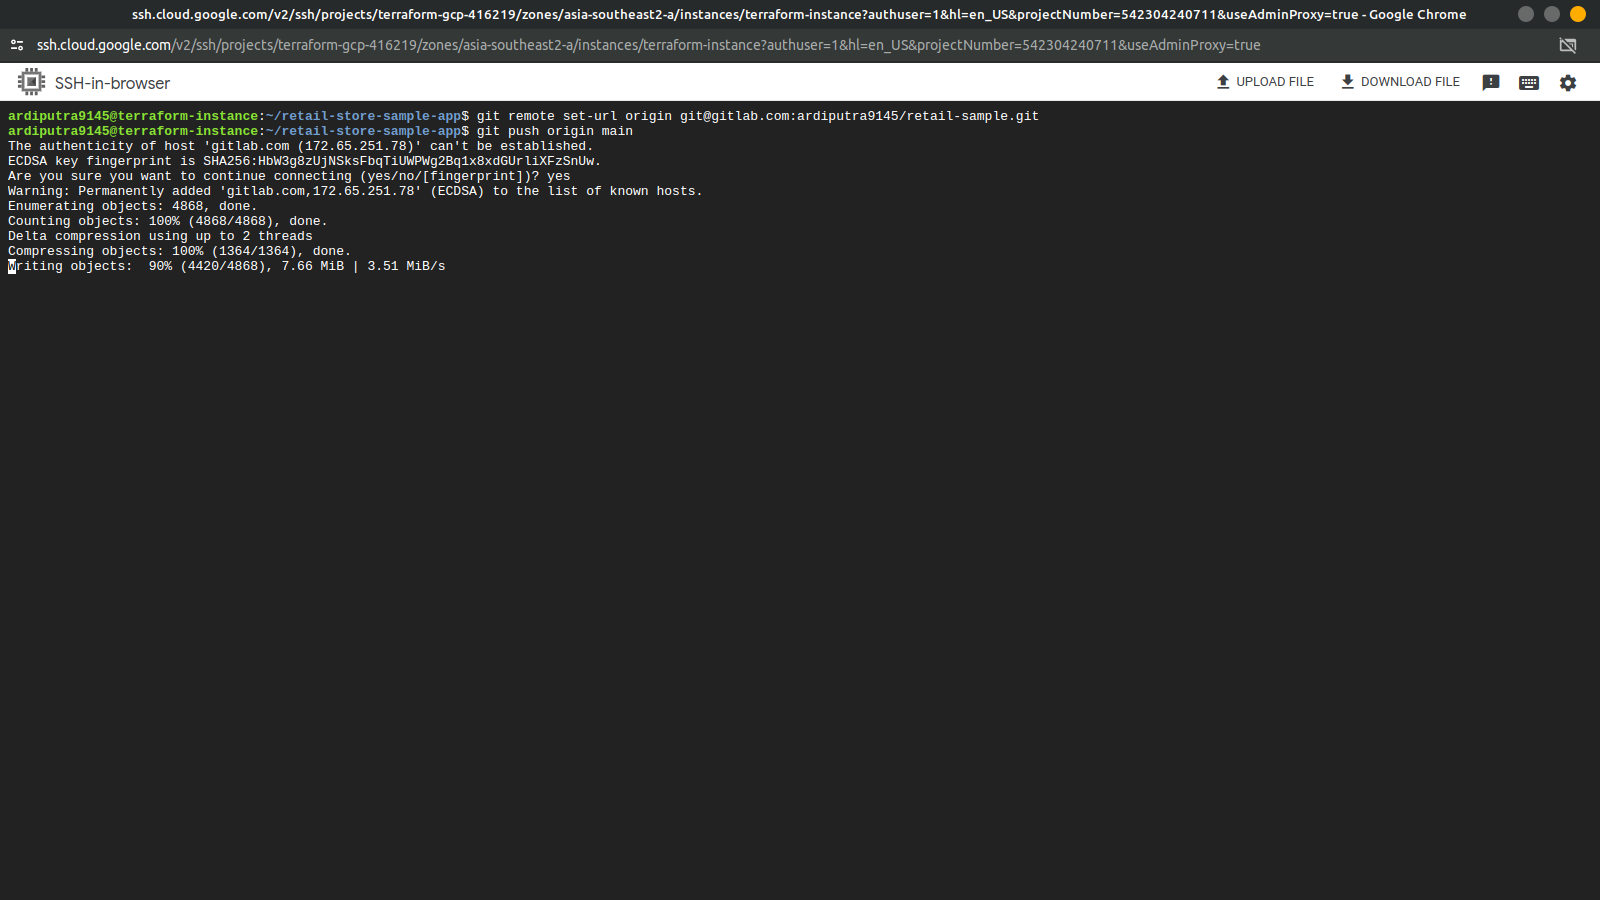 ssh.cloud.google.com/v2/ssh/projects/terraform-gcp-416219/zones/asia-southeast2-a/instances/terraform-instance?authuser=1&hl=en_US&projectNumber=542304240711&useAdminProxy=true - Google Chrome
ssh.cloud.google.com/v2/ssh/projects/terraform-gcp-416219/zones/asia-southeast2-a/instances/terraform-instance?authuser=1&hl=en_US&projectNumber=542304240711&useAdminProxy=true
SSH-in-browser UPLOAD FILE DOWNLOAD FILE
ardiputra9145@terraform-instance:~/retail-store-sample-app$ git remote set-url origin git@gitlab.com:ardiputra9145/retail-sample.git
ardiputra9145@terraform-instance:~/retail-store-sample-app$ git push origin main
The authenticity of host 'gitlab.com (172.65.251.78)' can't be established.
ECDSA key fingerprint is SHA256:HbW3g8zUjNSksFbqTiUWPWg2Bq1x8xdGUrliXFzSnUw.
Are you sure you want to continue connecting (yes/no/[fingerprint])? yes
Warning: Permanently added 'gitlab.com,172.65.251.78' (ECDSA) to the list of known hosts.
Enumerating objects: 4868, done.
Counting objects: 100% (4868/4868), done.
Delta compression using up to 2 threads
Compressing objects: 100% (1364/1364), done.
Writing objects:  90% (4420/4868), 7.66 MiB | 3.51 MiB/s